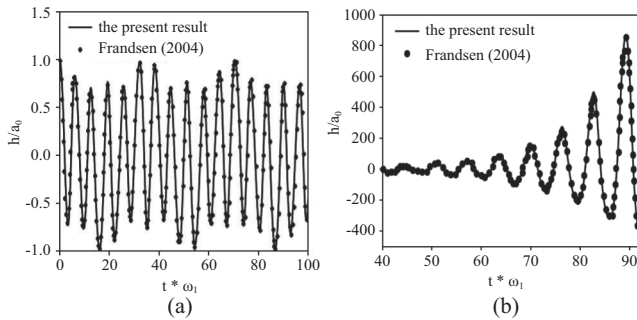 the present result
Frandsen (2004)
h/a₀
1.5
1.0
0.5
0.0
-0.5
-1.0
0 20 40 60 80 100
t * ω₁
(a)
the present result
Frandsen (2004)
h/a₀
1000
800
600
400
200
0
-200
-400
40 50 60 70 80 90
t * ω₁
(b)